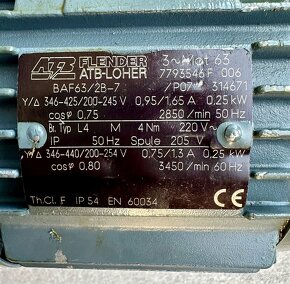 ATB FLENDER 3~Mot 63
ATB-LOHER 7793546F 006
BAF63/2B-7 /P07 314671
Y/Δ 346-425/200-245 V 0,95/1,65 A 0,25 kW
cosφ 0,75 2850 /min 50 Hz
Br. Typ L4 M 4 Nm 220 V~
IP 50 Hz Spule 205 V
Y/Δ 346-440/200-254 V 0,75/1,3 A 0,25 kW
cosφ 0,80 3450 /min 60 Hz
Th.Cl. F IP 54 EN 60034 CE